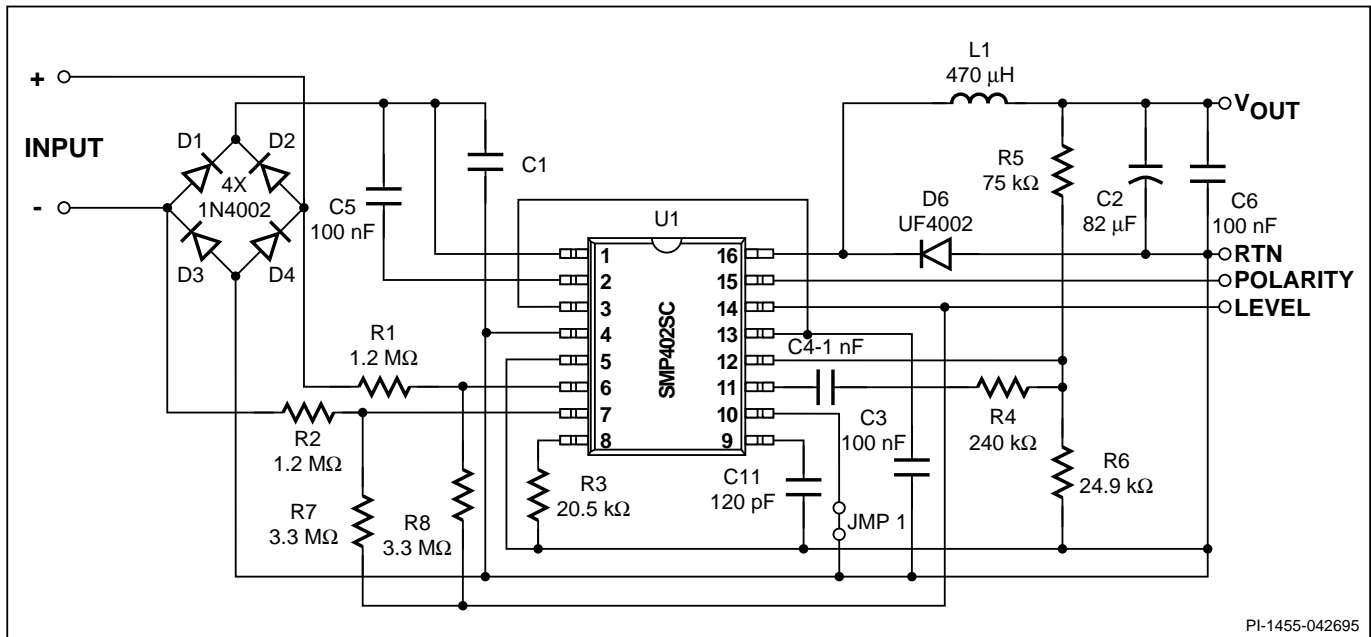 L1
470 μH
+
VOUT
INPUT
D1
D2
C1
R5
75 kΩ
4X
1N4002
-
C5
100 nF
D6
UF4002
C2
82 μF
C6
100 nF
U1
D3
D4
1
16
RTN
2
15
POLARITY
3
14
LEVEL
4
13
SMP402SC
R1
1.2 MΩ
C4-1 nF
5
12
6
11
7
10
8
9
R2
1.2 MΩ
C3
100 nF
R4
240 kΩ
R3
20.5 kΩ
C11
120 pF
R6
24.9 kΩ
R7
3.3 MΩ
R8
3.3 MΩ
JMP 1
PI-1455-042695